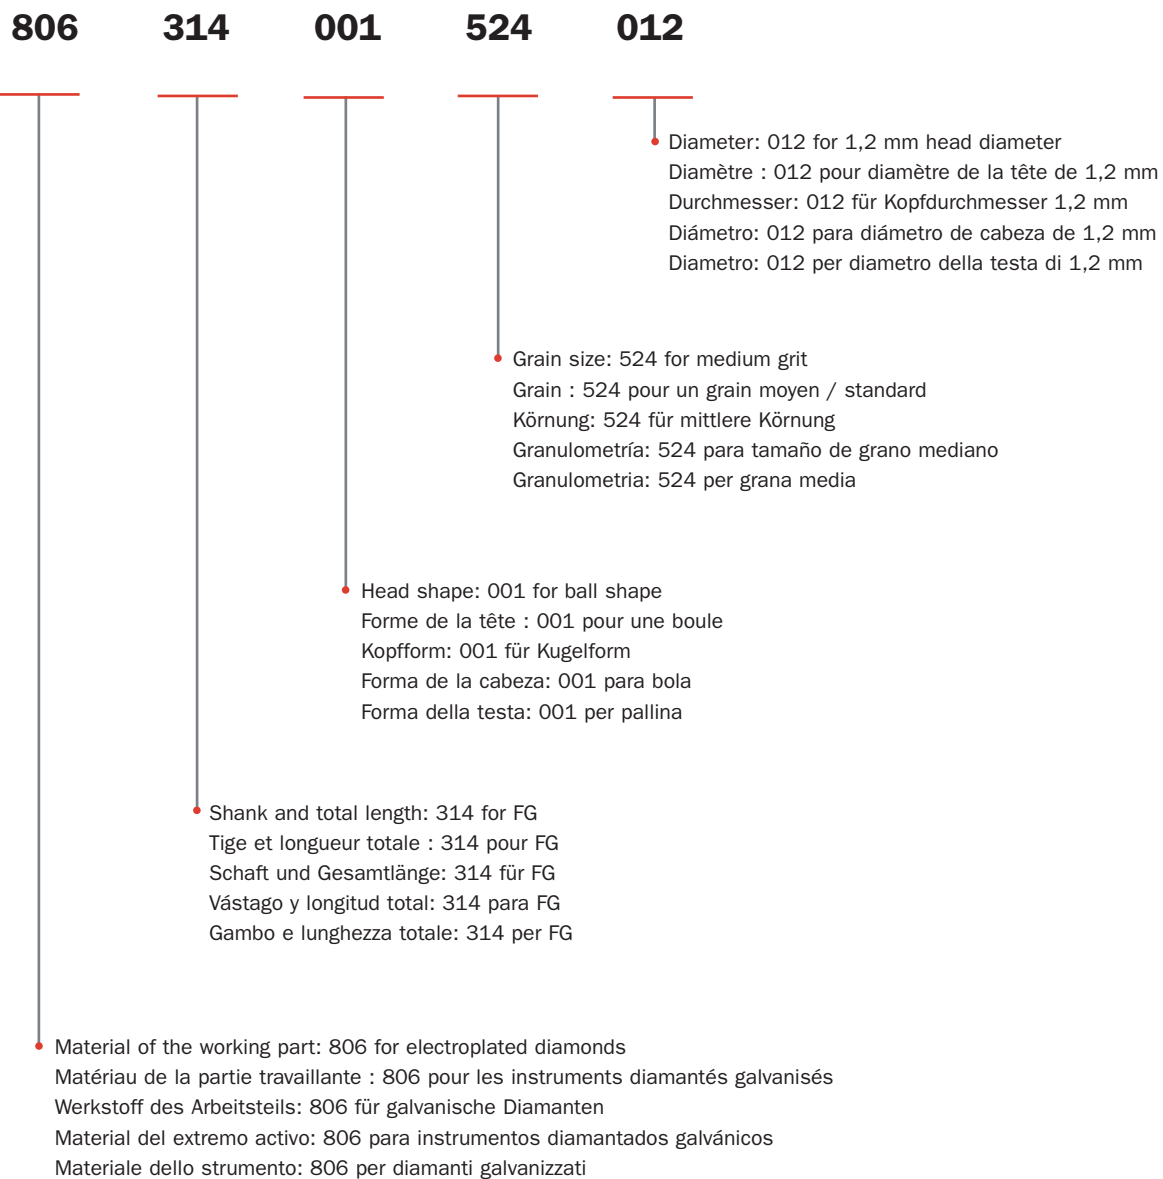 806 314 001 524 012
Diameter: 012 for 1,2 mm head diameter
Diamètre : 012 pour diamètre de la tête de 1,2 mm
Durchmesser: 012 für Kopfdurchmesser 1,2 mm
Diámetro: 012 para diámetro de cabeza de 1,2 mm
Diametro: 012 per diametro della testa di 1,2 mm
Grain size: 524 for medium grit
Grain : 524 pour un grain moyen / standard
Körnung: 524 für mittlere Körnung
Granulometría: 524 para tamaño de grano mediano
Granulometria: 524 per grana media
Head shape: 001 for ball shape
Forme de la tête : 001 pour une boule
Kopfform: 001 für Kugelform
Forma de la cabeza: 001 para bola
Forma della testa: 001 per pallina
Shank and total length: 314 for FG
Tige et longueur totale : 314 pour FG
Schaft und Gesamtlänge: 314 für FG
Vástago y longitud total: 314 para FG
Gambo e lunghezza totale: 314 per FG
Material of the working part: 806 for electroplated diamonds
Matériau de la partie travaillante : 806 pour les instruments diamantés galvanisés
Werkstoff des Arbeitsteils: 806 für galvanische Diamanten
Material del extremo activo: 806 para instrumentos diamantados galvánicos
Materiale dello strumento: 806 per diamanti galvanizzati